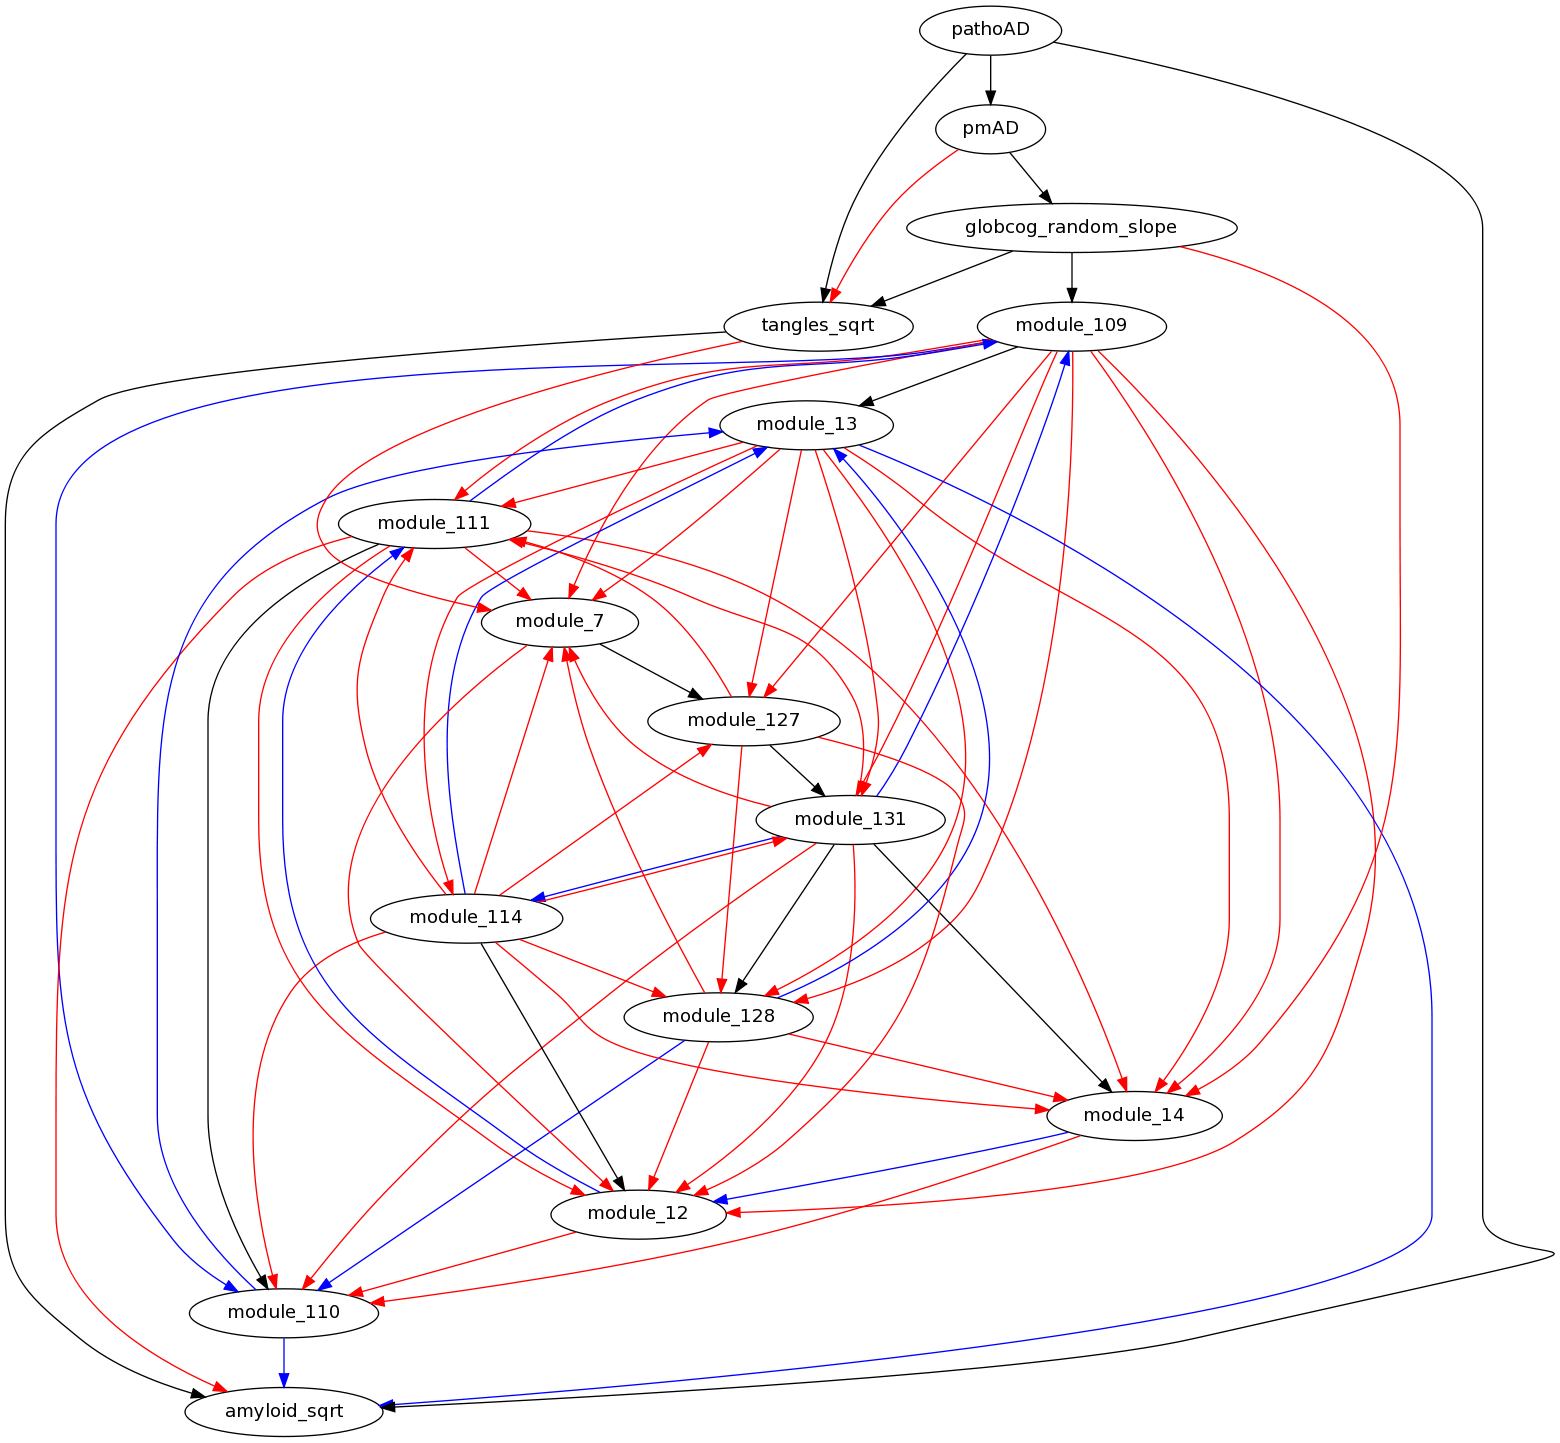 pathoAD
pmAD
globcog_random_slope
tangles_sqrt
module_109
module_13
module_111
module_7
module_127
module_131
module_114
module_128
module_14
module_12
module_110
amyloid_sqrt